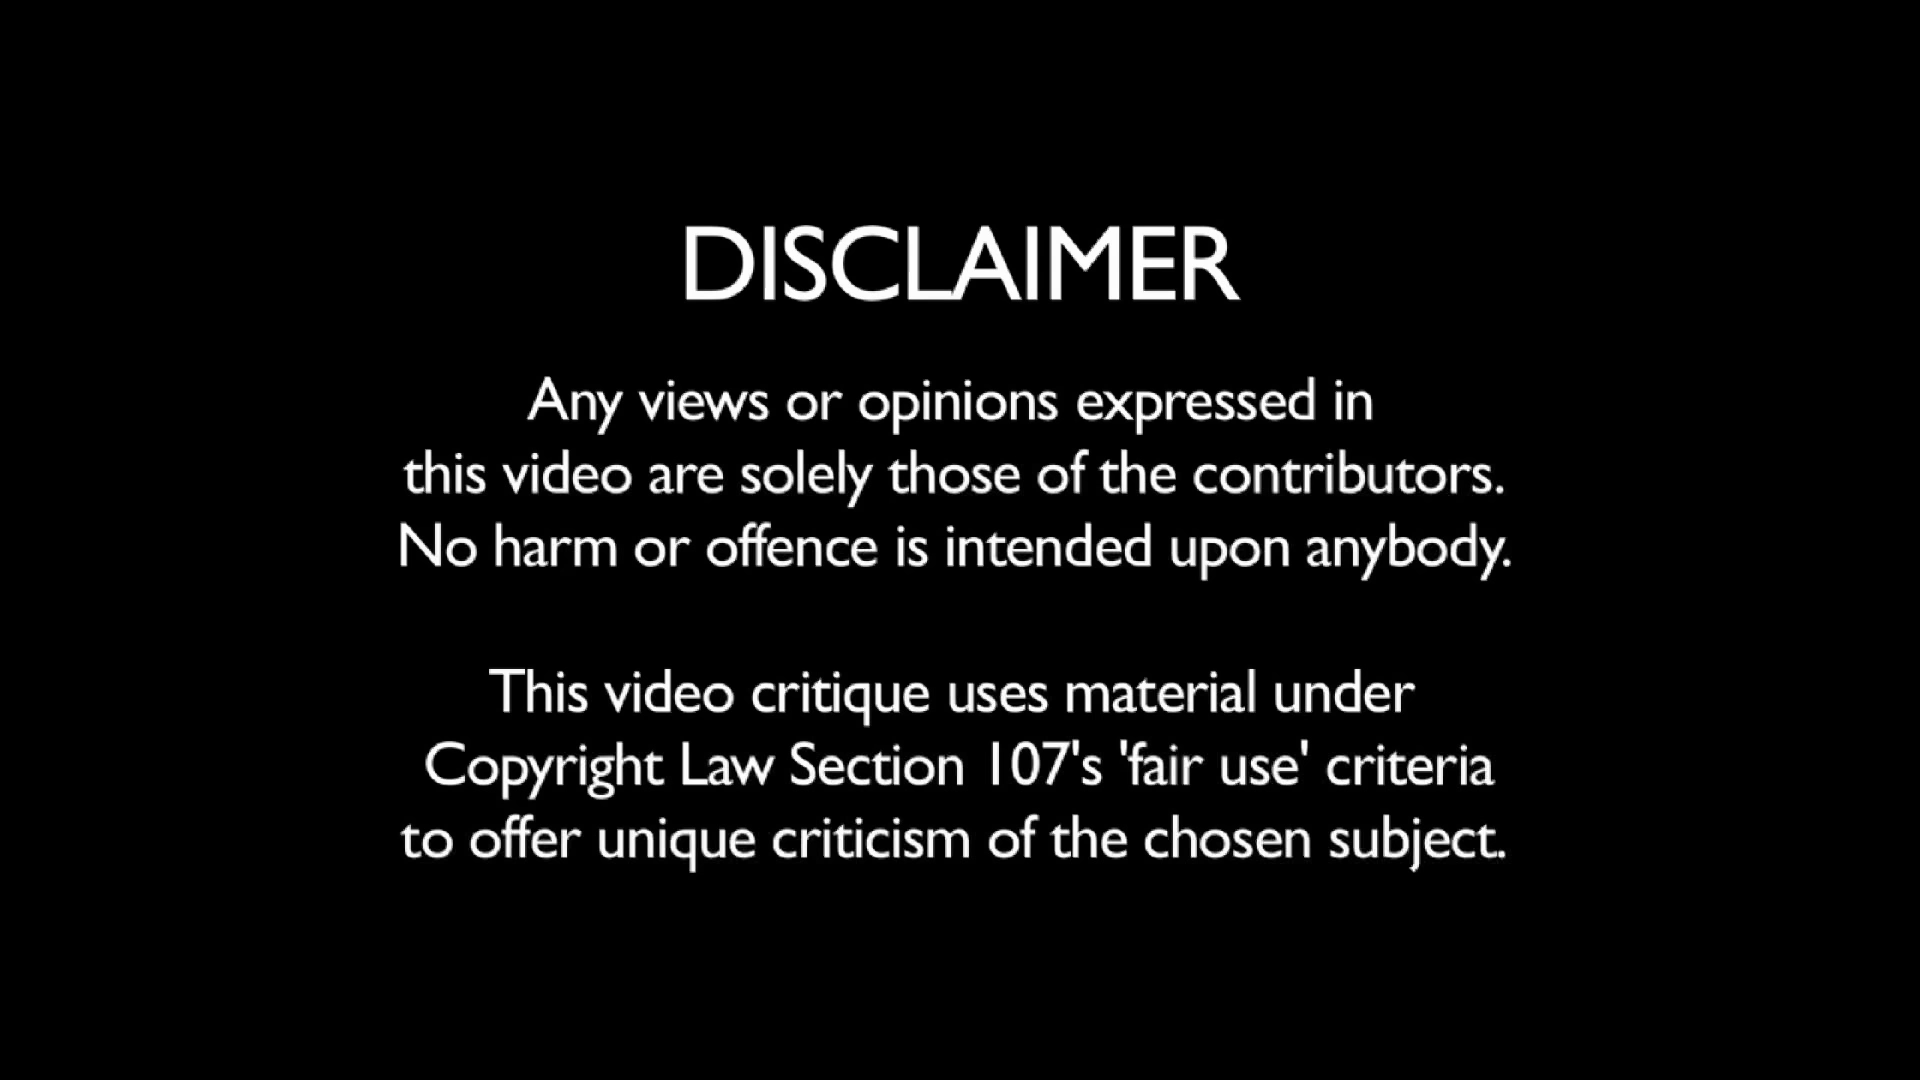 DISCLAIMER
Any views or opinions expressed in
this video are solely those of the contributors.
No harm or offence is intended upon anybody.
This video critique uses material under
Copyright Law Section 107's 'fair use' criteria
to offer unique criticism of the chosen subject.